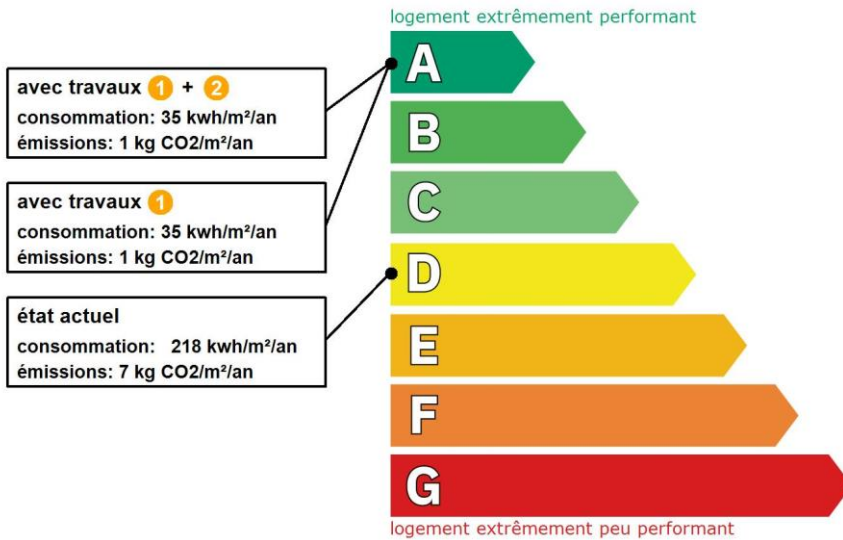 logement extrêmement performant
avec travaux 1 + 2
consommation: 35 kwh/m²/an
émissions: 1 kg CO2/m²/an
avec travaux 1
consommation: 35 kwh/m²/an
émissions: 1 kg CO2/m²/an
état actuel
consommation: 218 kwh/m²/an
émissions: 7 kg CO2/m²/an
A
B
C
D
E
F
G
logement extrêmement peu performant